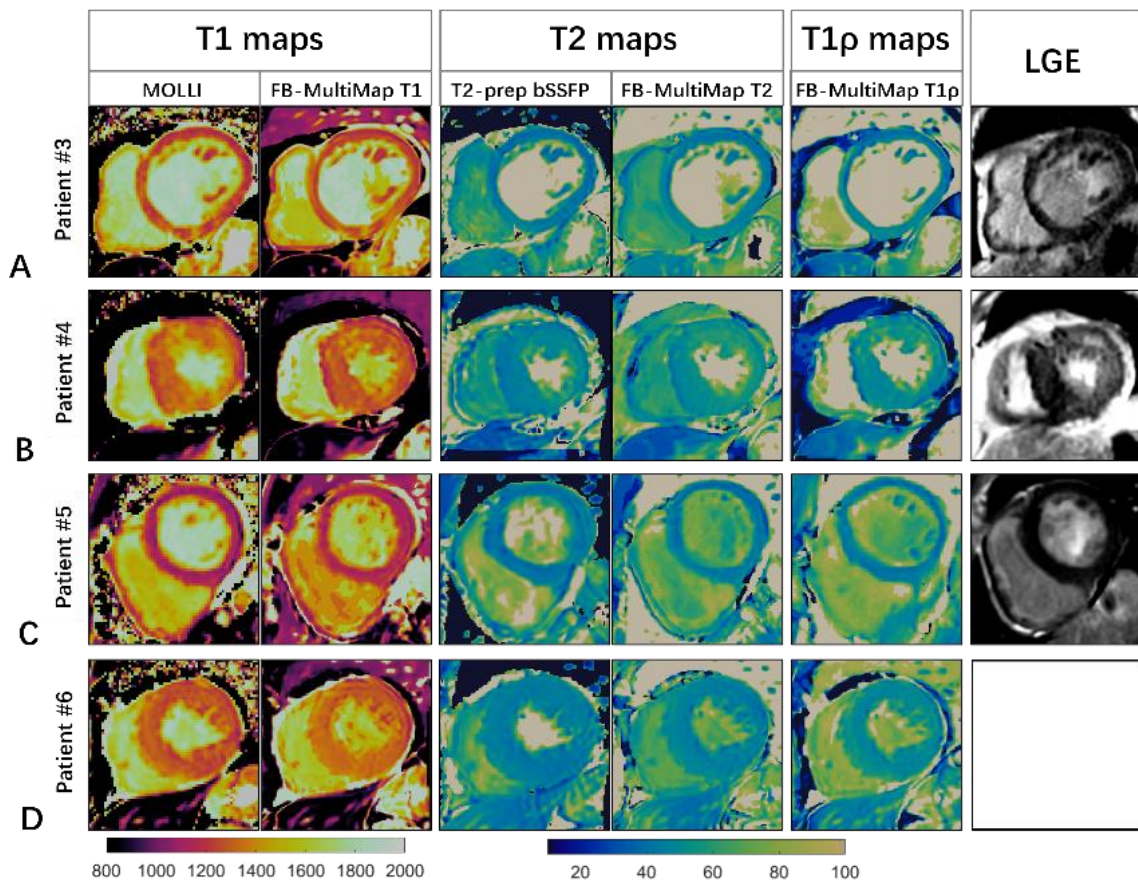 T1 maps
T2 maps
T1ρ maps
LGE
MOLLI
FB-MultiMap T1
T2-prep bSSFP
FB-MultiMap T2
FB-MultiMap T1ρ
Patient #3
A
Patient #4
B
Patient #5
C
Patient #6
D
800 1000 1200 1400 1600 1800 2000
20 40 60 80 100